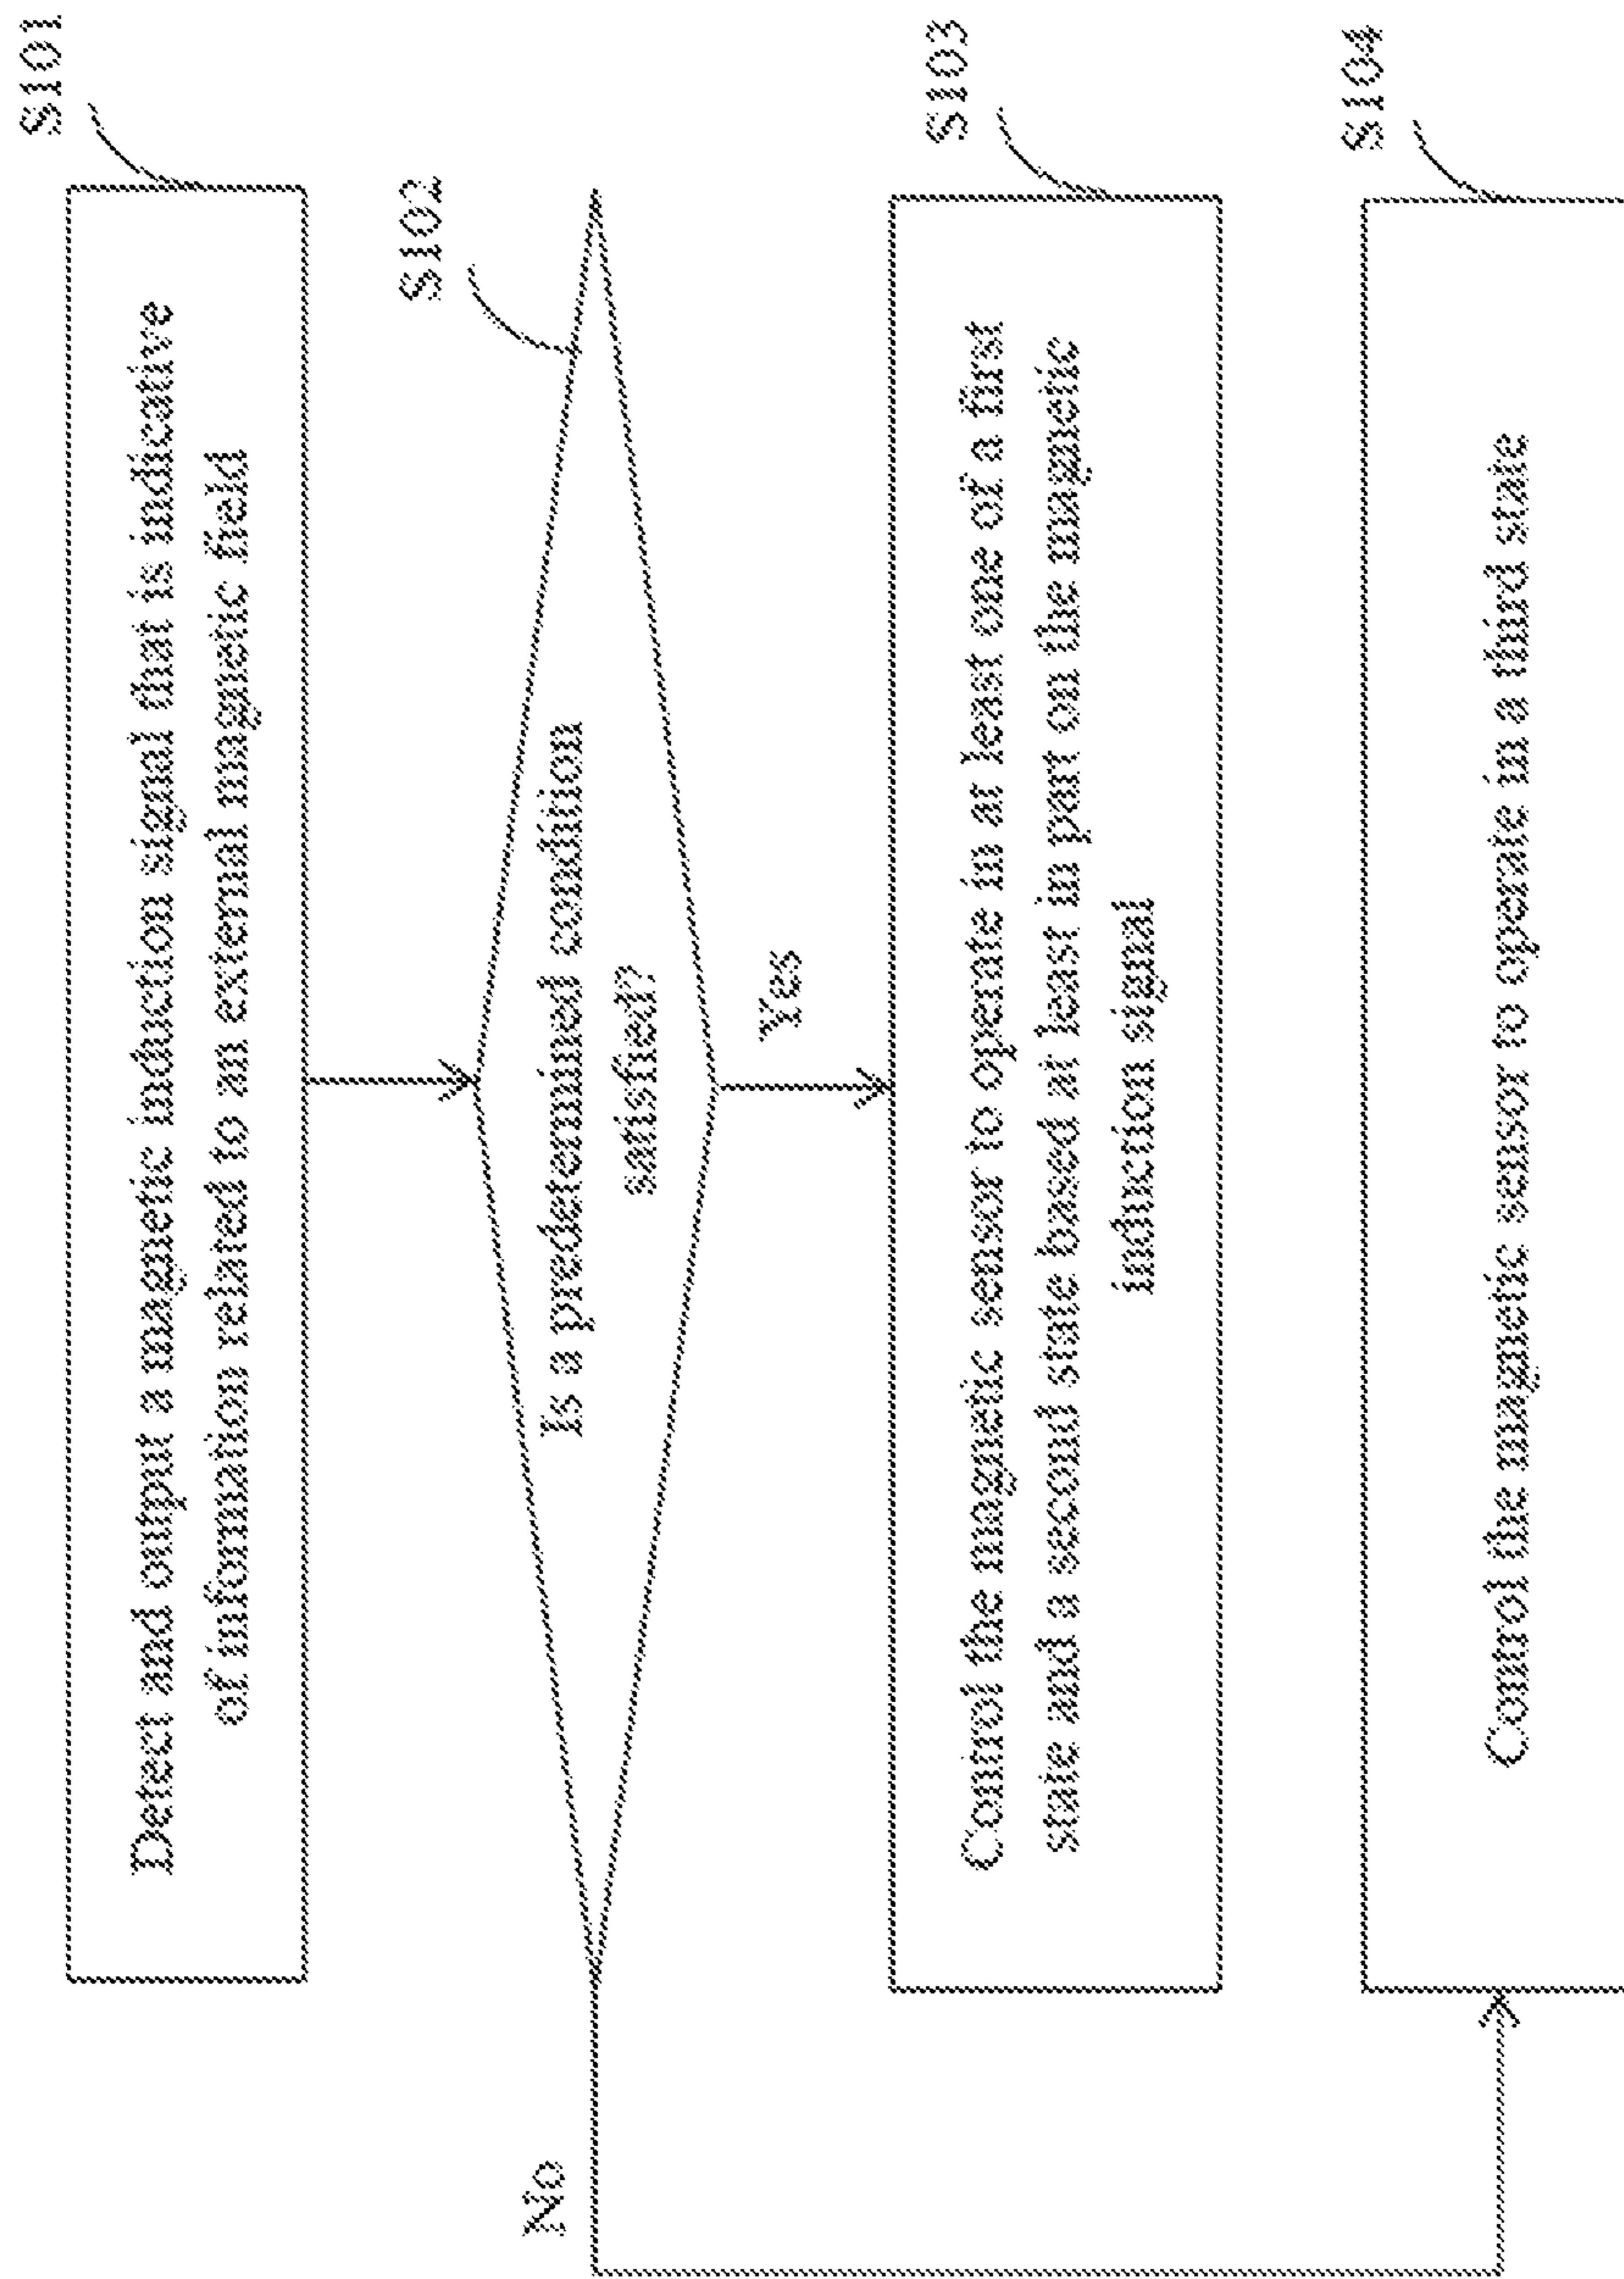 S101
Detect and output a magnetic induction signal that is indicative
of information related to an external magnetic field
S102
Is a predetermined condition
satisfied?
No
Yes
S103
Control the magnetic sensor to operate in at least one of a first
state and a second state based at least in part on the magnetic
induction signal
S104
Control the magnetic sensor to operate in a third state